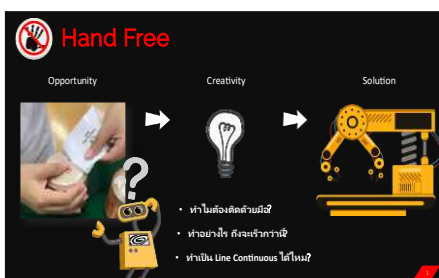 Hand Free
Opportunity
Creativity
Solution
• ทำไมต้องติดด้วยมือ?
• ทำอย่างไร ถึงจะเร็วกว่านี้?
• ทำเป็น Line Continuous ได้ไหม?